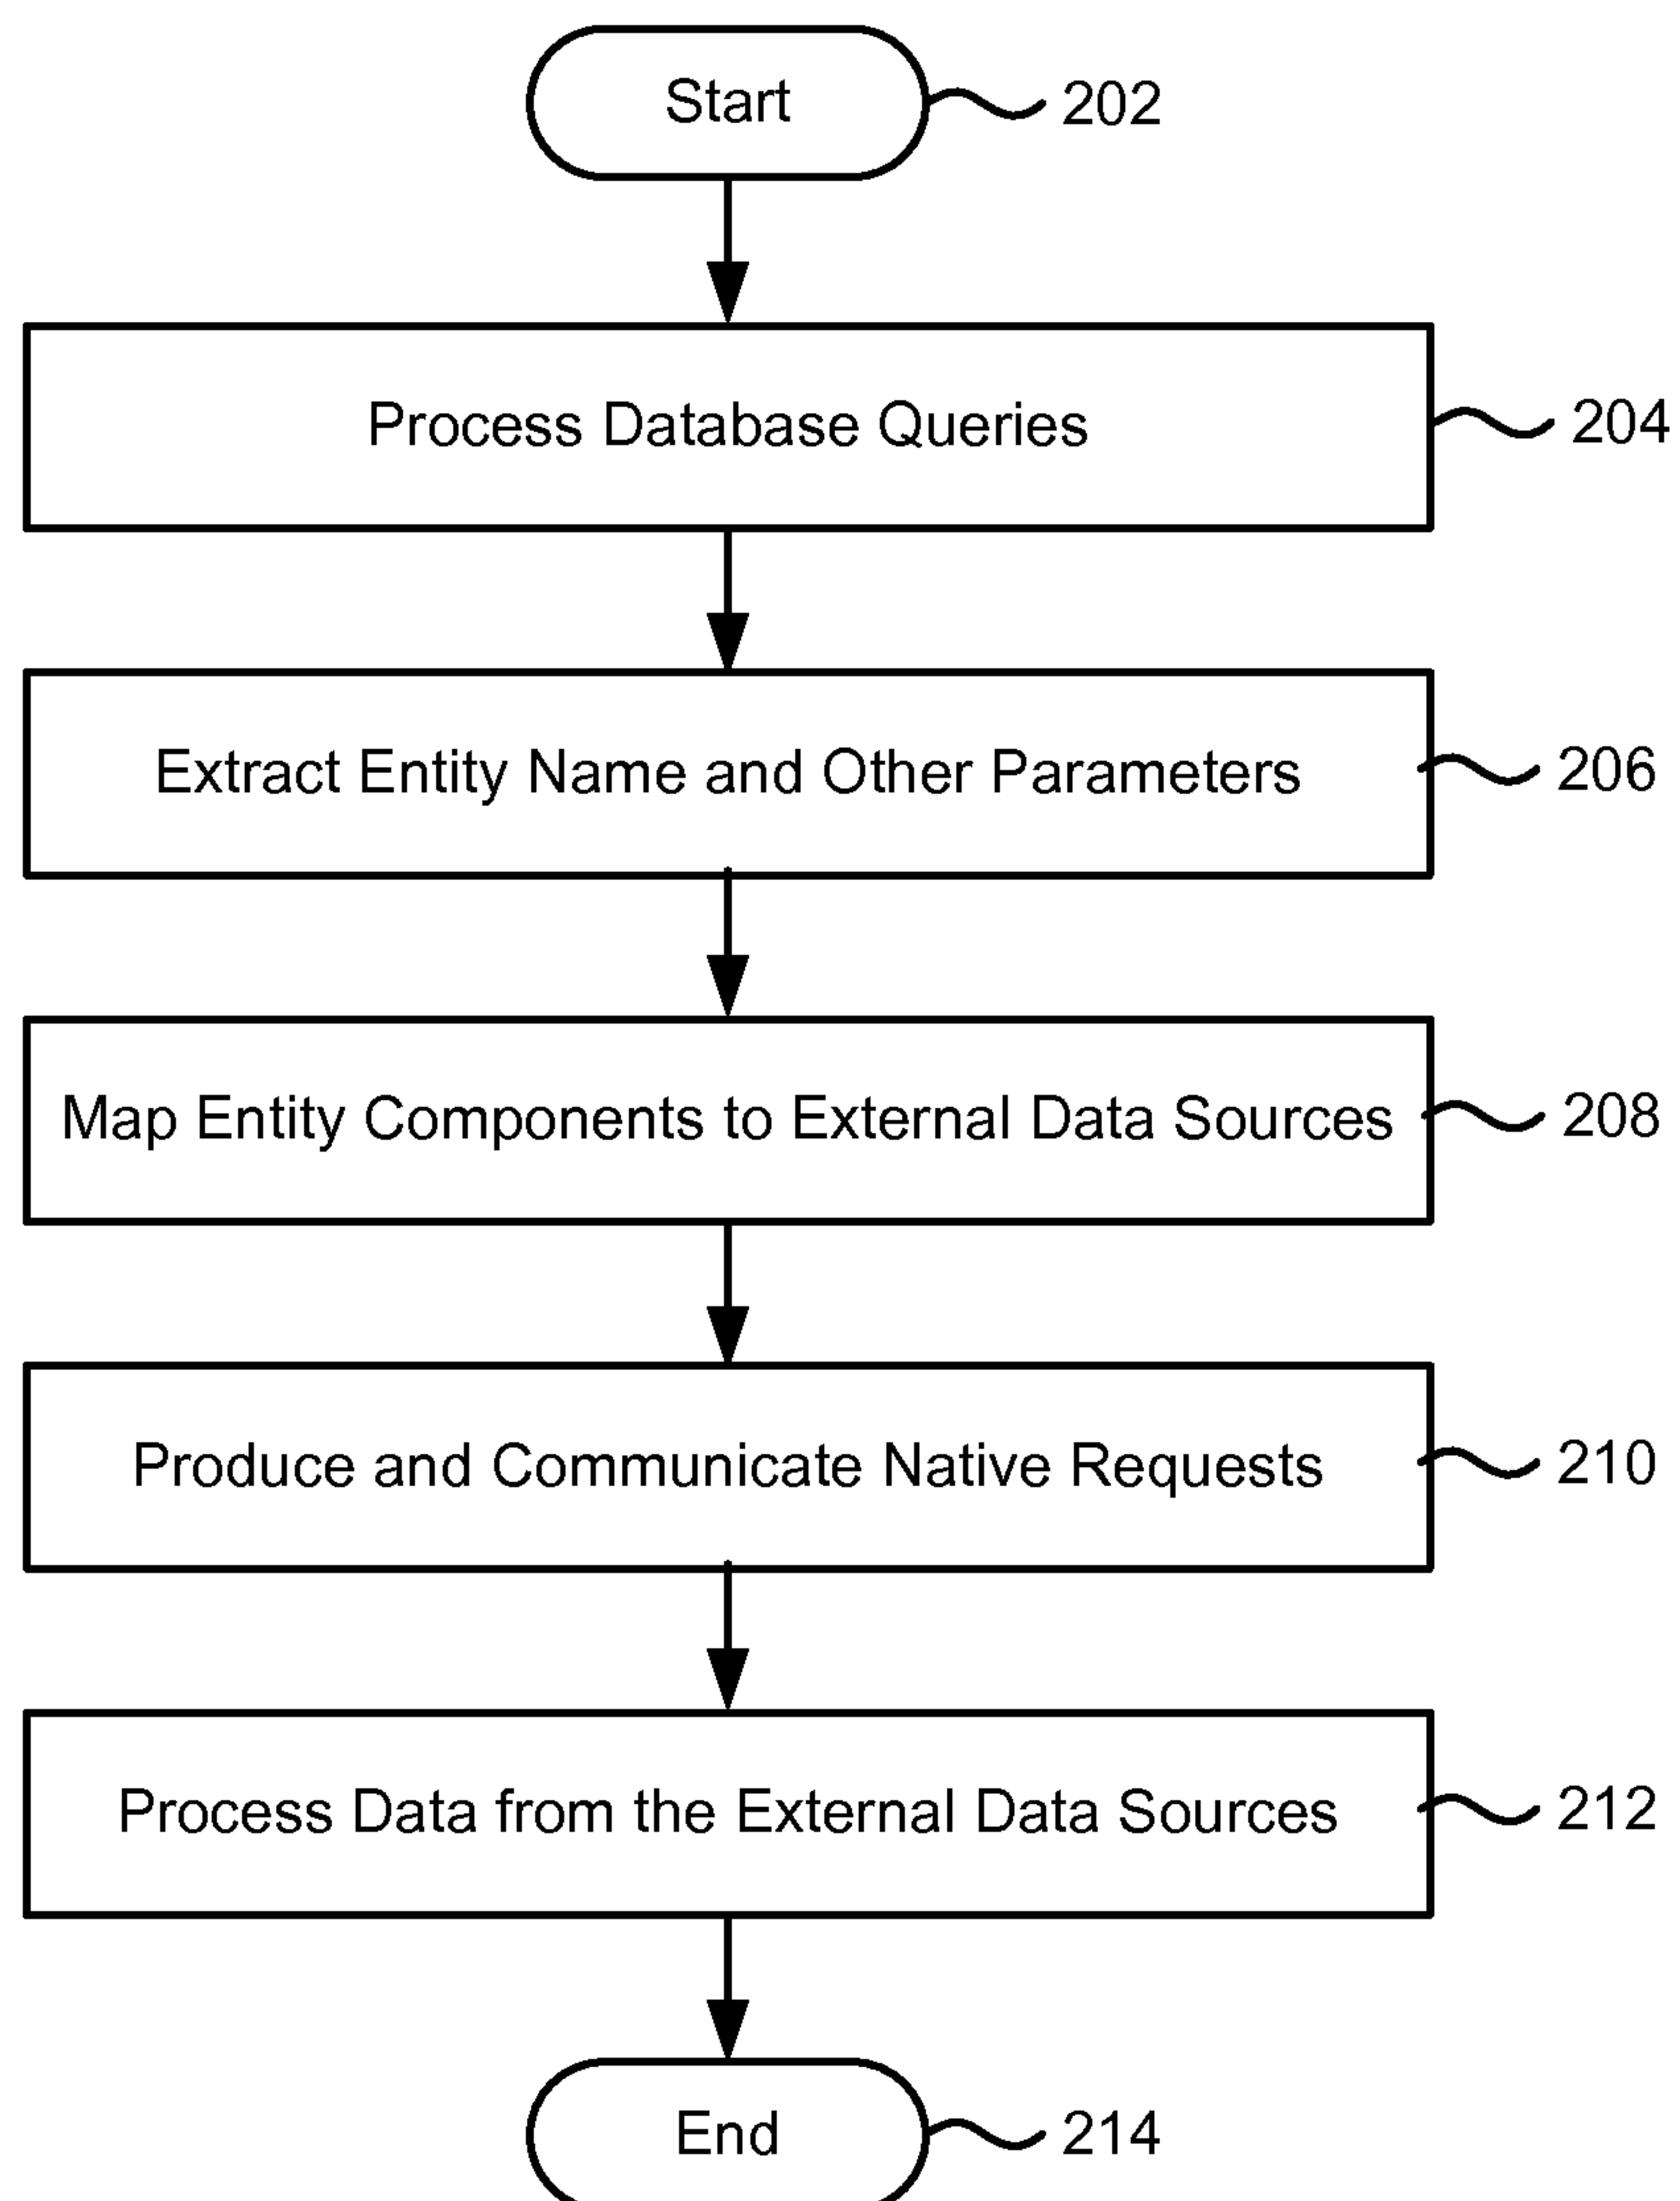 Start 202
Process Database Queries 204
Extract Entity Name and Other Parameters 206
Map Entity Components to External Data Sources 208
Produce and Communicate Native Requests 210
Process Data from the External Data Sources 212
End 214